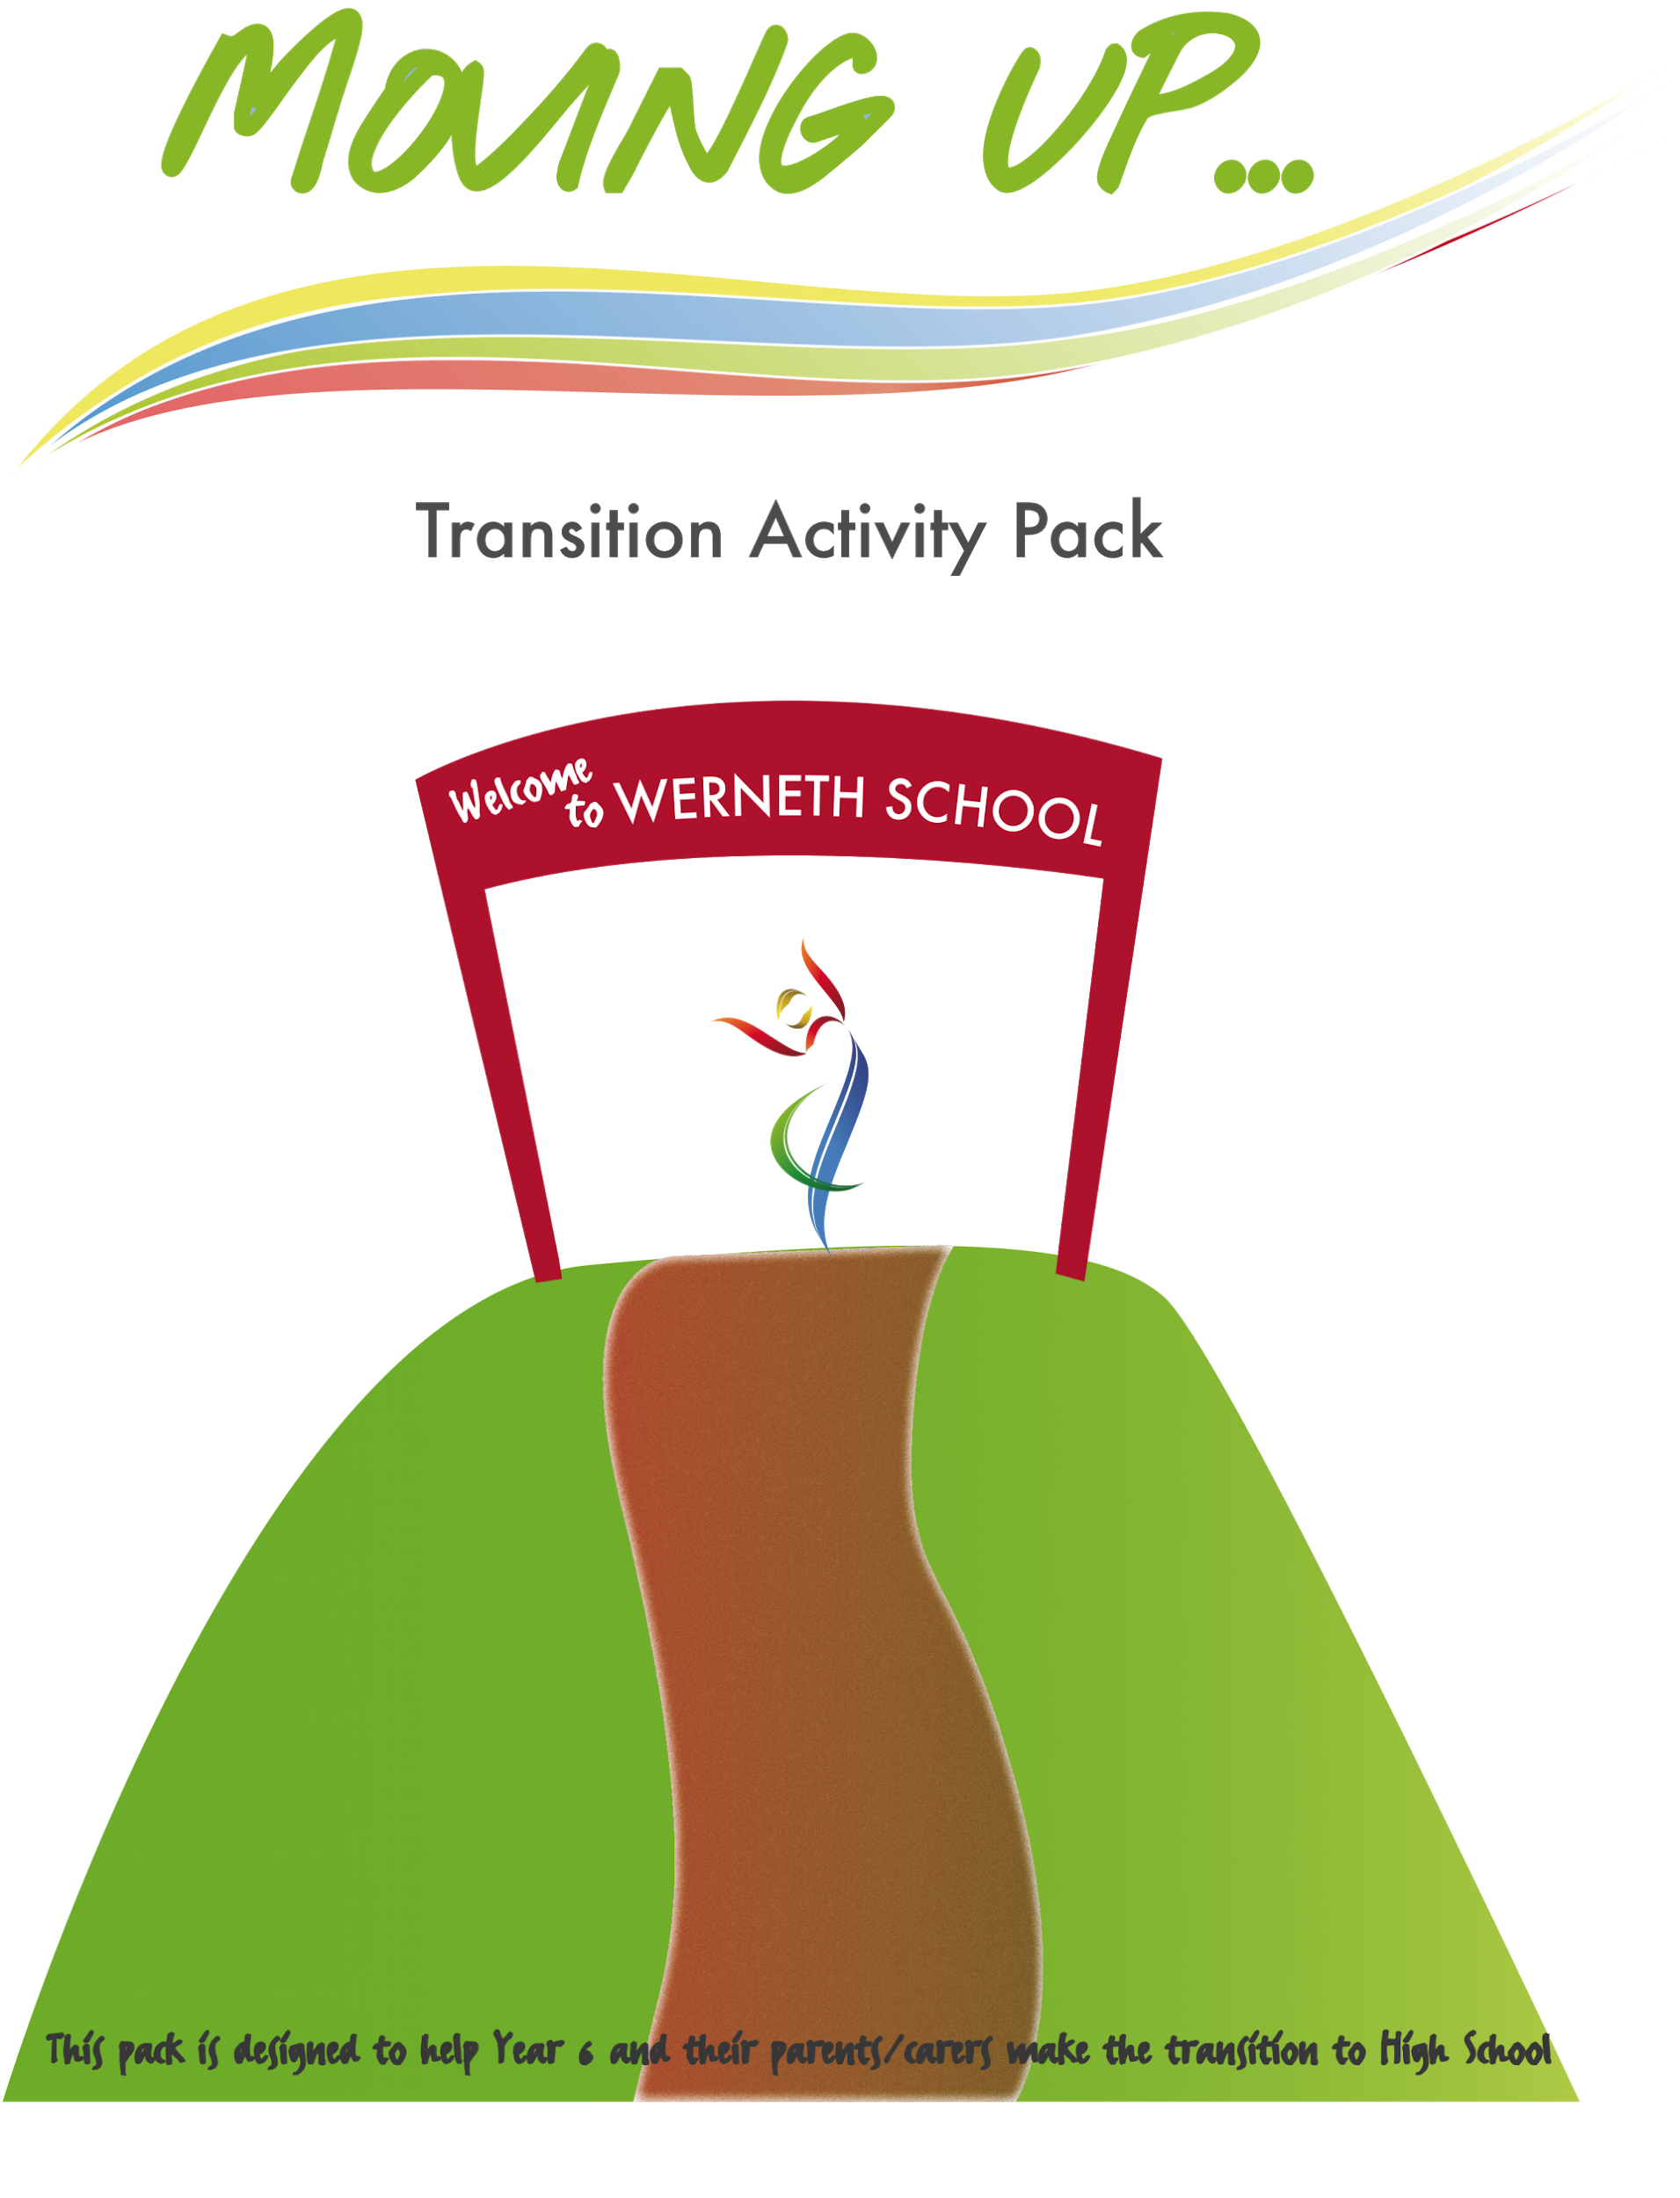 MOVING UP...
Transition Activity Pack
Welcome to WERNETH SCHOOL
This pack is designed to help Year 6 and their parents/carers make the transition to High School